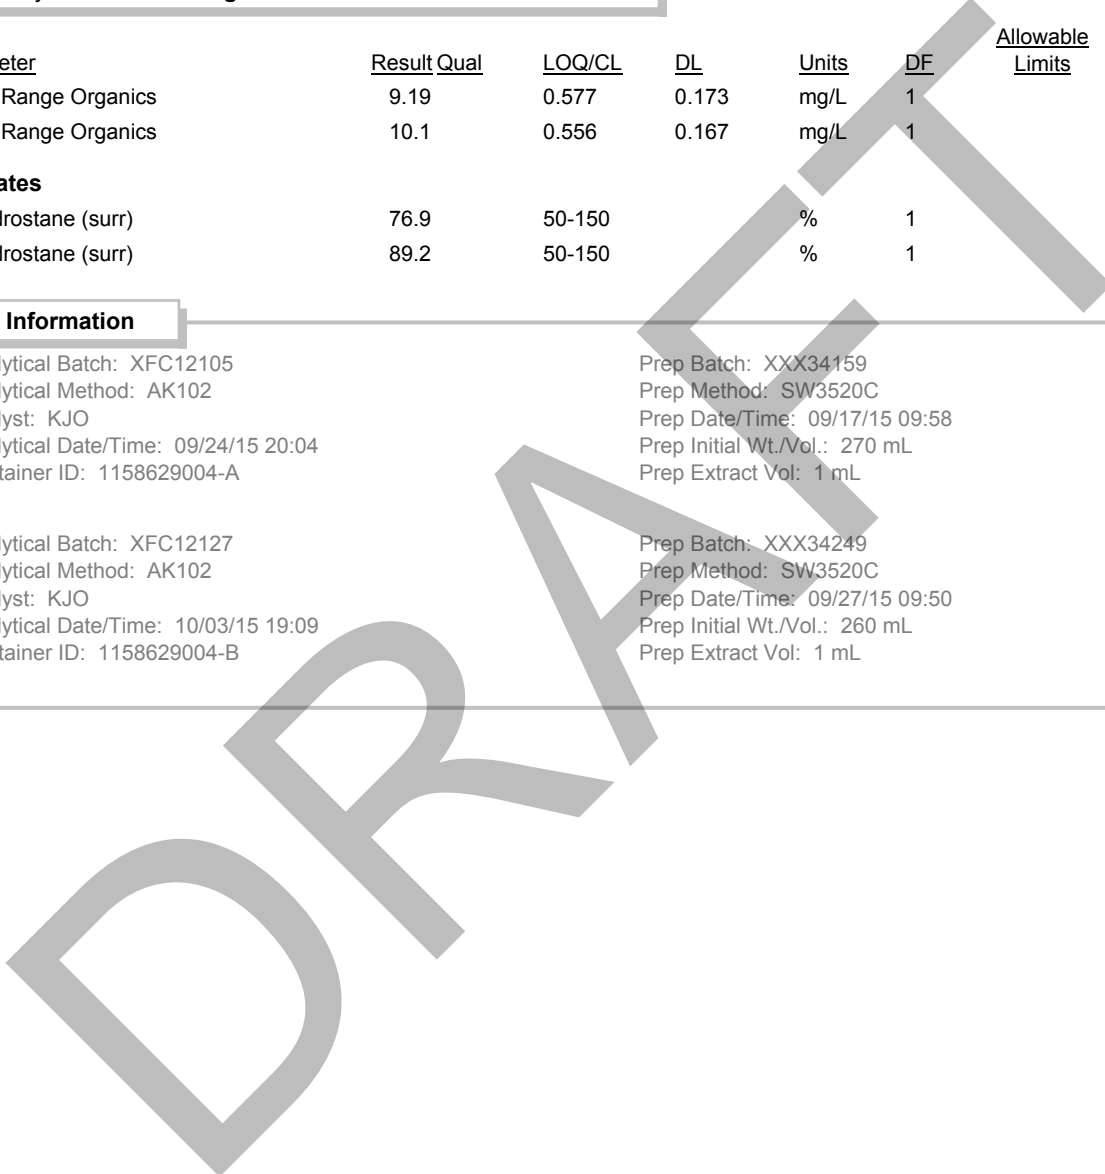 Allowable
eter Result Qual LOQ/CL DL Units DF Limits
Range Organics 9.19 0.577 0.173 mg/L 1
Range Organics 10.1 0.556 0.167 mg/L 1
ates
rostane (surr) 76.9 50-150 % 1
rostane (surr) 89.2 50-150 % 1
Information
lytical Batch: XFC12105 Prep Batch: XXX34159
lytical Method: AK102 Prep Method: SW3520C
lyst: KJO Prep Date/Time: 09/17/15 09:58
lytical Date/Time: 09/24/15 20:04 Prep Initial Wt./Vol.: 270 mL
tainer ID: 1158629004-A Prep Extract Vol: 1 mL
lytical Batch: XFC12127 Prep Batch: XXX34249
lytical Method: AK102 Prep Method: SW3520C
lyst: KJO Prep Date/Time: 09/27/15 09:50
lytical Date/Time: 10/03/15 19:09 Prep Initial Wt./Vol.: 260 mL
tainer ID: 1158629004-B Prep Extract Vol: 1 mL
DRAFT